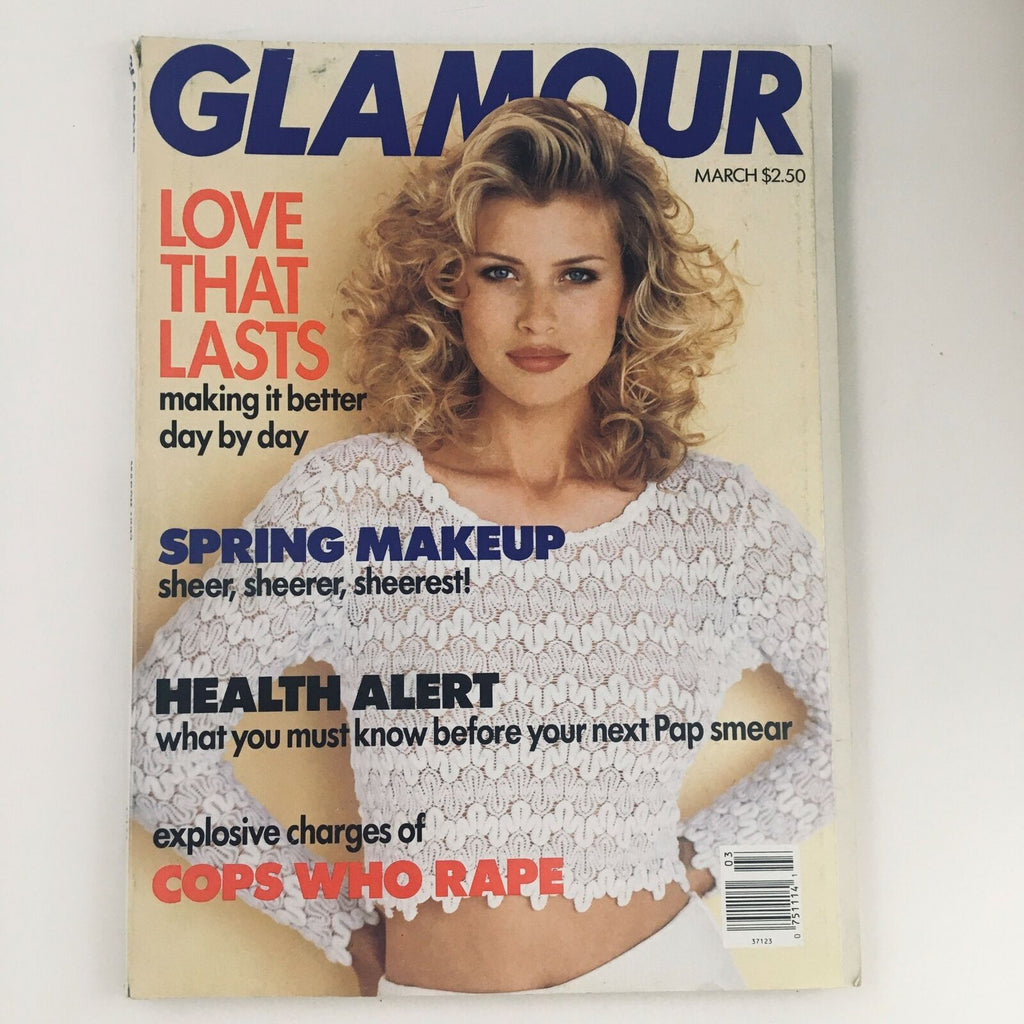 GLAMOUR
MARCH $2.50
LOVE
THAT
LASTS
making it better
day by day
SPRING MAKEUP
sheer, sheerer, sheerest!
HEALTH ALERT
what you must know before your next Pap smear
explosive charges of
COPS WHO RAPE
03
0 751114 1
37123